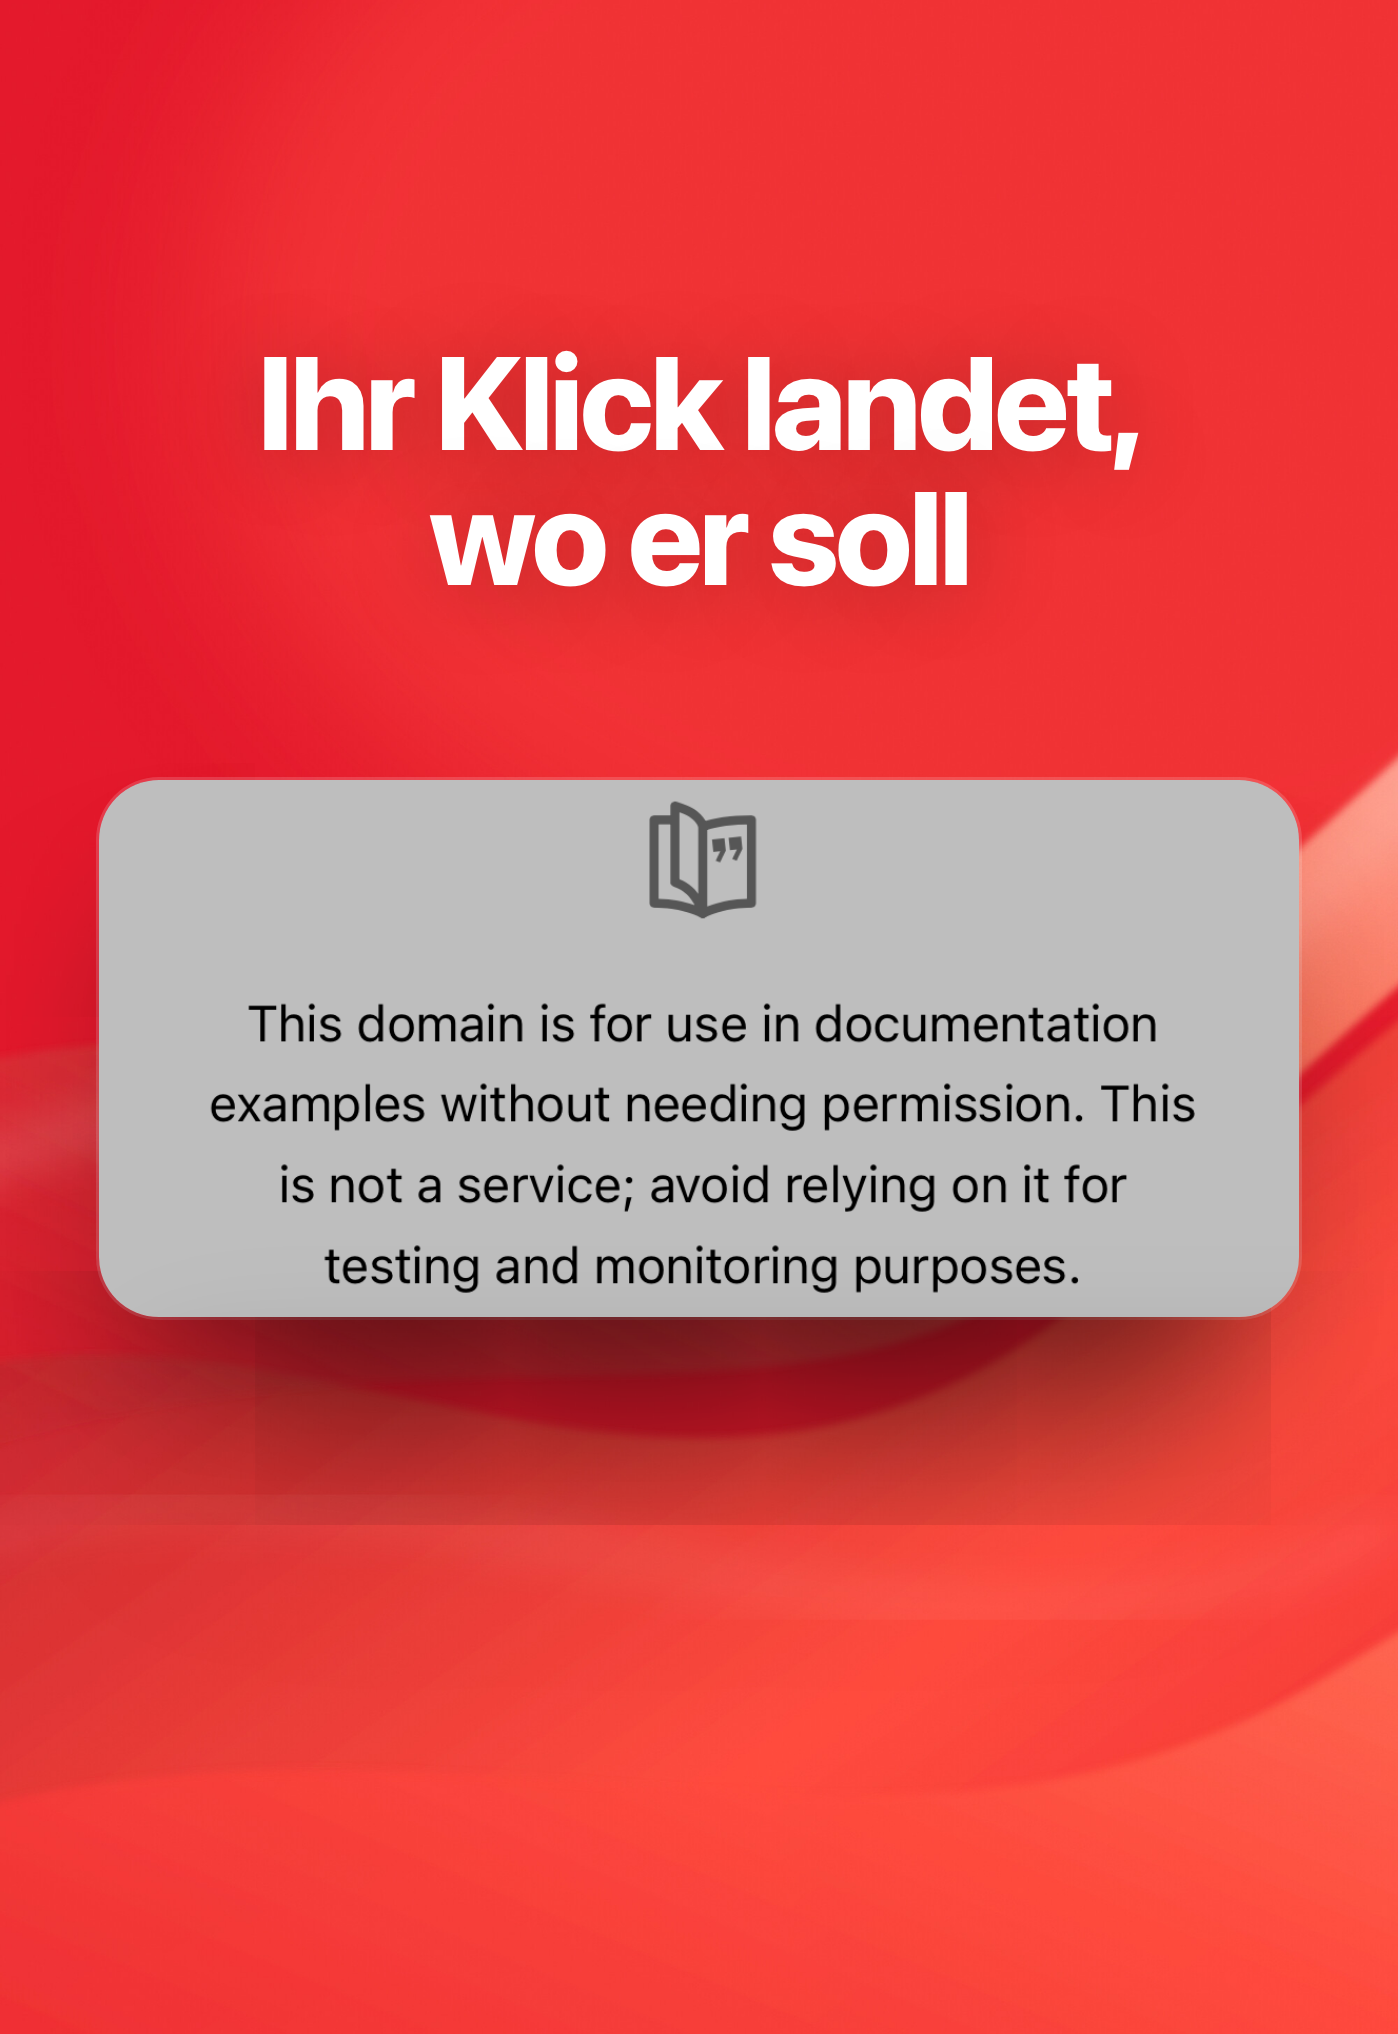 Ihr Klick landet,
wo er soll
This domain is for use in documentation
examples without needing permission. This
is not a service; avoid relying on it for
testing and monitoring purposes.